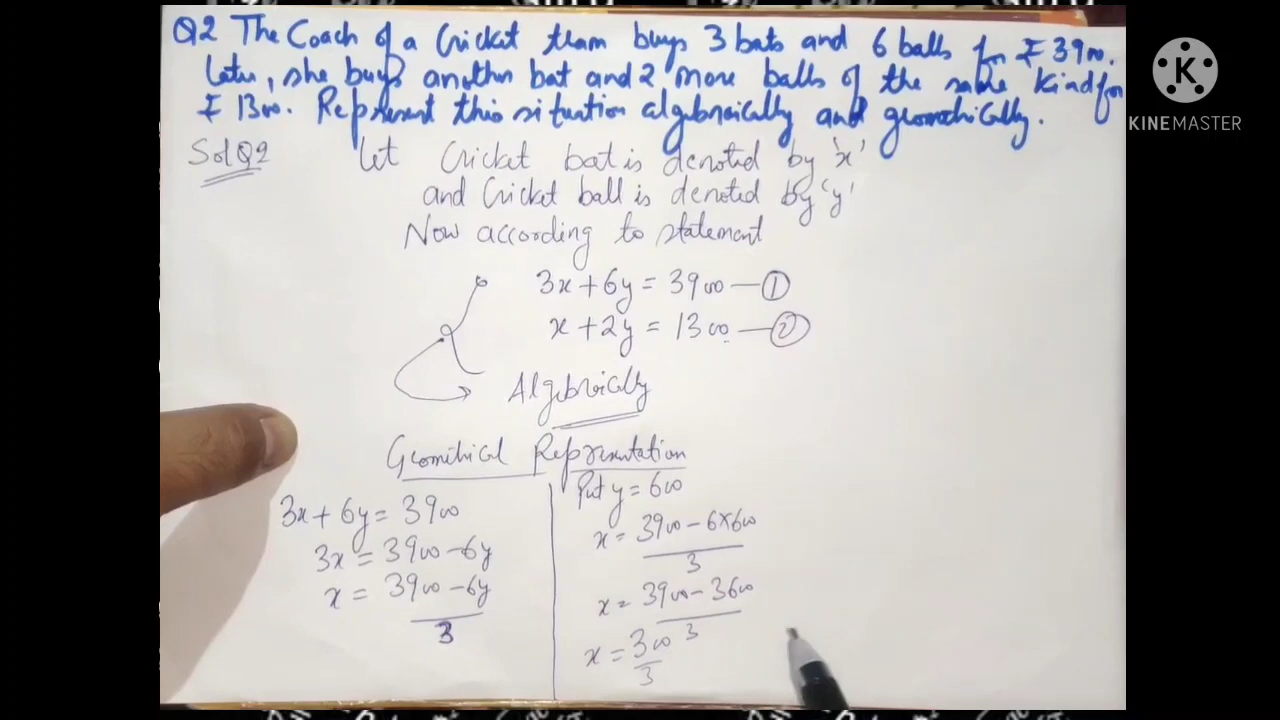 Q2 The Coach of a Cricket team buys 3 bats and 6 balls for ₹ 3900.
Later, she buys another bat and 2 more balls of the same kind for
₹ 1300. Represent this situation algebraically and geometrically.
Sol Q2 Let Cricket bat is denoted by 'x'
and Cricket ball is denoted by 'y'
Now according to statement
3x + 6y = 3900 — ①
x + 2y = 1300 — ②
Algebraically
Geometrical Representation
3x + 6y = 3900
3x = 3900 - 6y
x = 3900 - 6y
3
Put y = 600
x = 3900 - 6×600
3
x = 3900 - 3600
3
x = 300
3
K
KINEMASTER